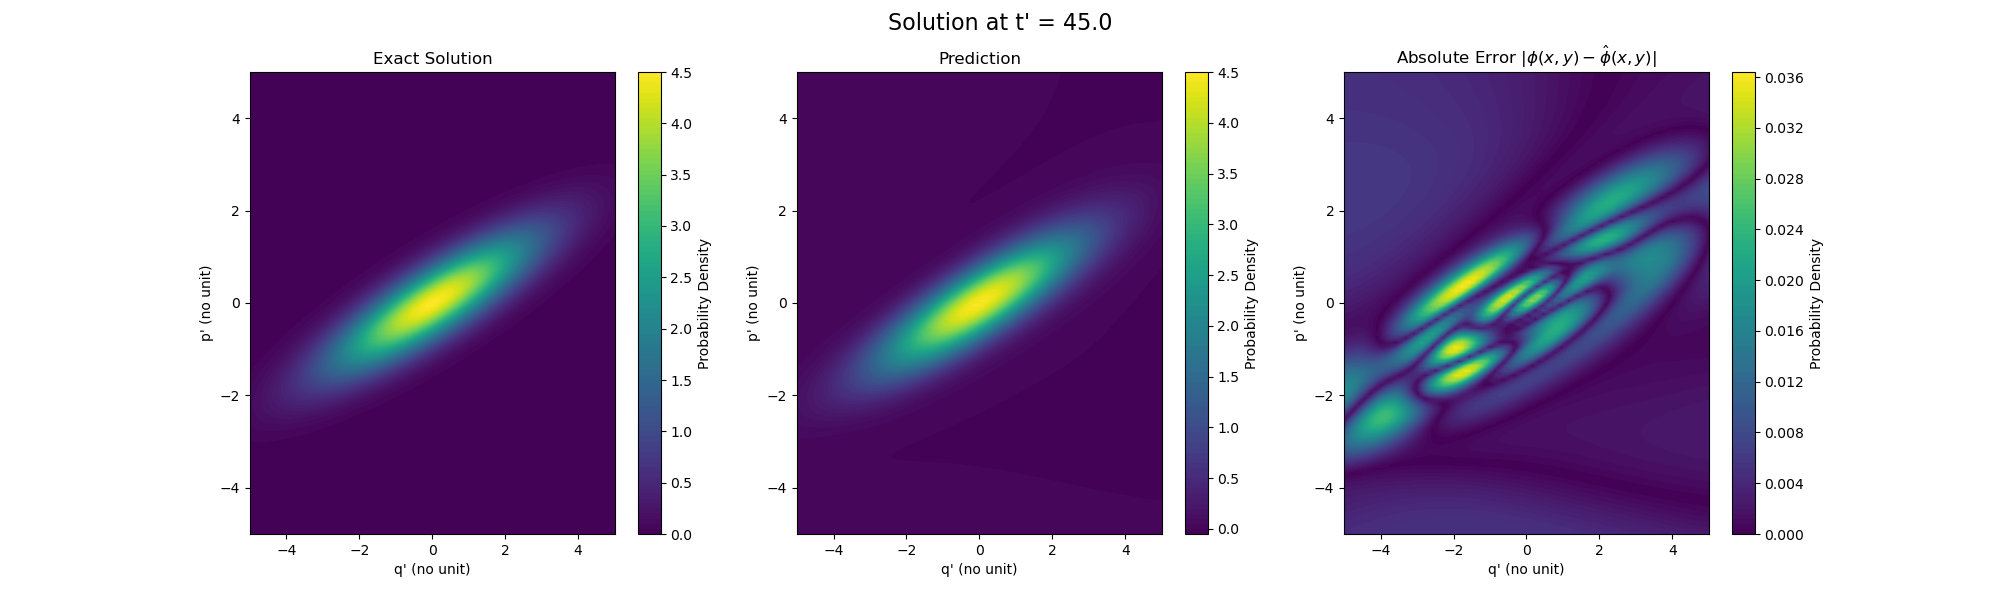 Solution at t' = 45.0
Exact Solution
4
2
0
−2
−4
−4 −2 0 2 4
p' (no unit)
q' (no unit)
4.5
4.0
3.5
3.0
2.5
2.0
1.5
1.0
0.5
0.0
Probability Density
Prediction
4
2
0
−2
−4
−4 −2 0 2 4
p' (no unit)
q' (no unit)
4.5
4.0
3.5
3.0
2.5
2.0
1.5
1.0
0.5
0.0
Probability Density
Absolute Error |ϕ(x, y) − ϕ̂(x, y)|
4
2
0
−2
−4
−4 −2 0 2 4
p' (no unit)
q' (no unit)
0.036
0.032
0.028
0.024
0.020
0.016
0.012
0.008
0.004
0.000
Probability Density